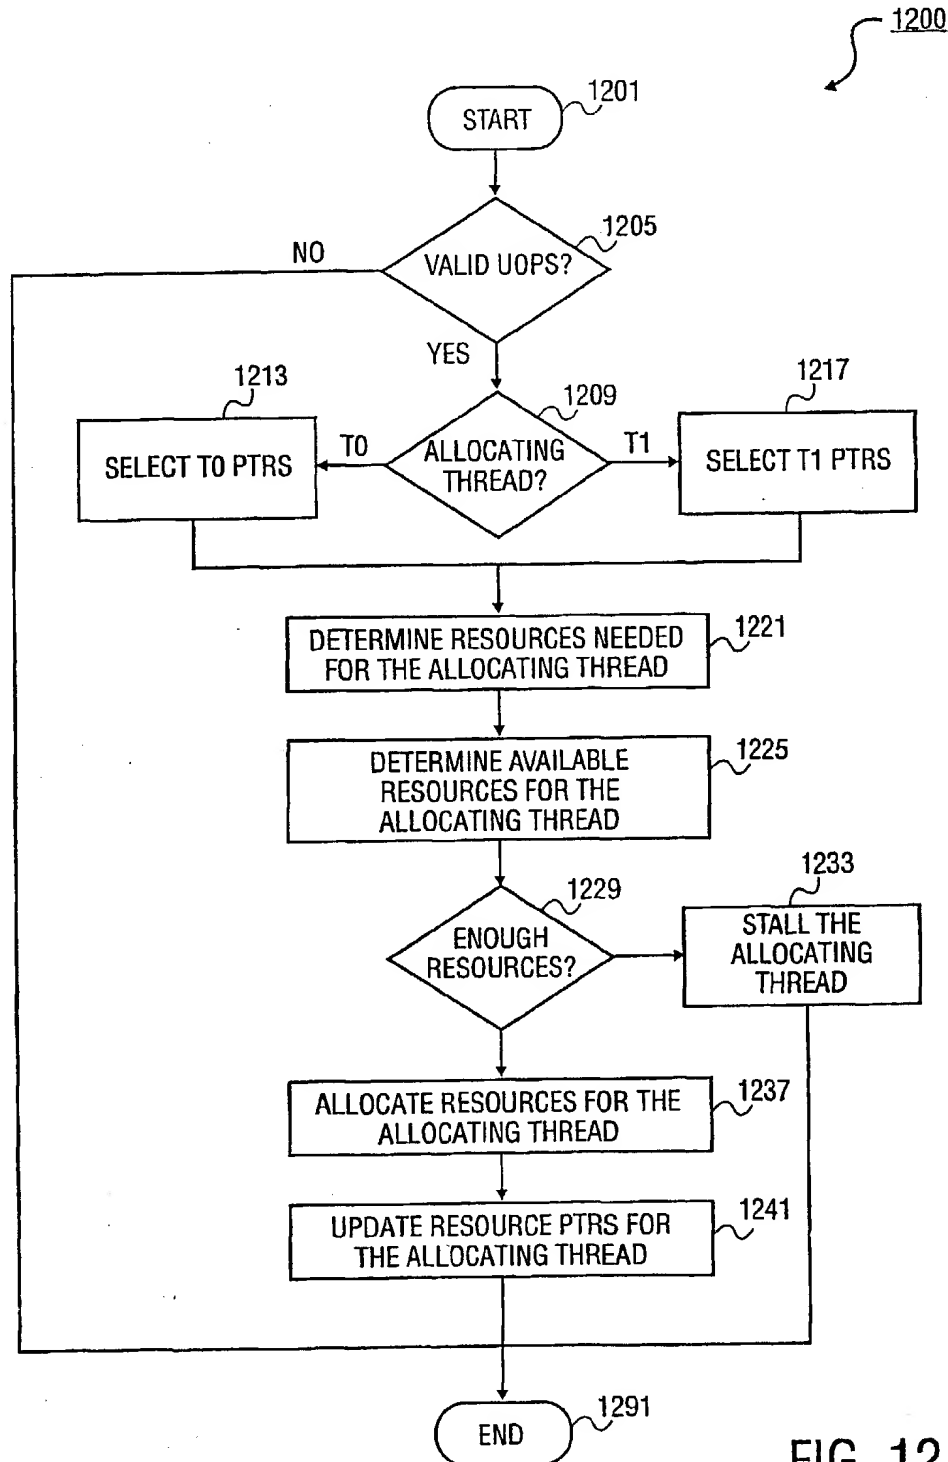 1200
1201
START
1205
VALID UOPS?
NO
YES
1213
1209
1217
SELECT T0 PTRS
T0
ALLOCATING
THREAD?
T1
SELECT T1 PTRS
1221
DETERMINE RESOURCES NEEDED
FOR THE ALLOCATING THREAD
1225
DETERMINE AVAILABLE
RESOURCES FOR THE
ALLOCATING THREAD
1229
ENOUGH
RESOURCES?
1233
STALL THE
ALLOCATING
THREAD
1237
ALLOCATE RESOURCES FOR THE
ALLOCATING THREAD
1241
UPDATE RESOURCE PTRS FOR
THE ALLOCATING THREAD
1291
END
FIG. 12